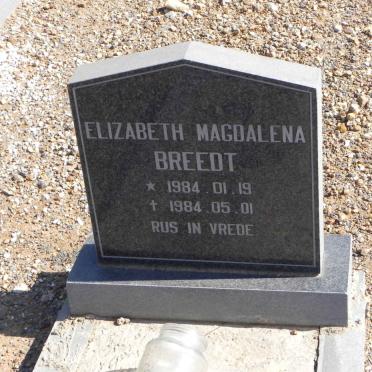 ELIZABETH MAGDALENA
BREEDT
* 1984.01.19
† 1984.05.01
RUS IN VREDE